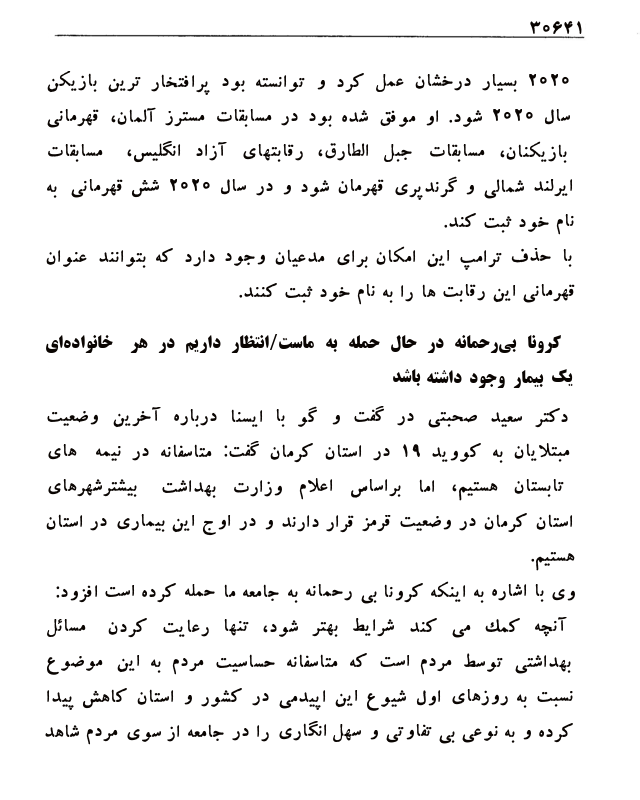 ۳۰۶۴۱
۲۰۲۰ بسیار درخشان عمل کرد و توانسته بود پرافتخار ترین بازیکن
سال ۲۰۲۰ شود. او موفق شده بود در مسابقات مسترز آلمان، قهرمانی
بازیکنان، مسابقات جبل الطارق، رقابتهای آزاد انگلیس، مسابقات
ایرلند شمالی و گرندپری قهرمان شود و در سال ۲۰۲۰ شش قهرمانی به
نام خود ثبت کند.
با حذف ترامپ این امکان برای مدعیان وجود دارد که بتوانند عنوان
قهرمانی این رقابت ها را به نام خود ثبت کنند.
کرونا بی‌رحمانه در حال حمله به ماست/انتظار داریم در هر خانواده‌ای
یک بیمار وجود داشته باشد
دکتر سعید صحبتی در گفت و گو با ایسنا درباره آخرین وضعیت
مبتلایان به کووید ۱۹ در استان کرمان گفت: متاسفانه در نیمه های
تابستان هستیم، اما براساس اعلام وزارت بهداشت بیشترشهرهای
استان کرمان در وضعیت قرمز قرار دارند و در اوج این بیماری در استان
هستیم.
وی با اشاره به اینکه کرونا بی رحمانه به جامعه ما حمله کرده است افزود:
آنچه کمك می کند شرایط بهتر شود، تنها رعایت کردن مسائل
بهداشتی توسط مردم است که متاسفانه حساسیت مردم به این موضوع
نسبت به روزهای اول شیوع این اپیدمی در کشور و استان کاهش پیدا
کرده و به نوعی بی تفاوتی و سهل انگاری را در جامعه از سوی مردم شاهد